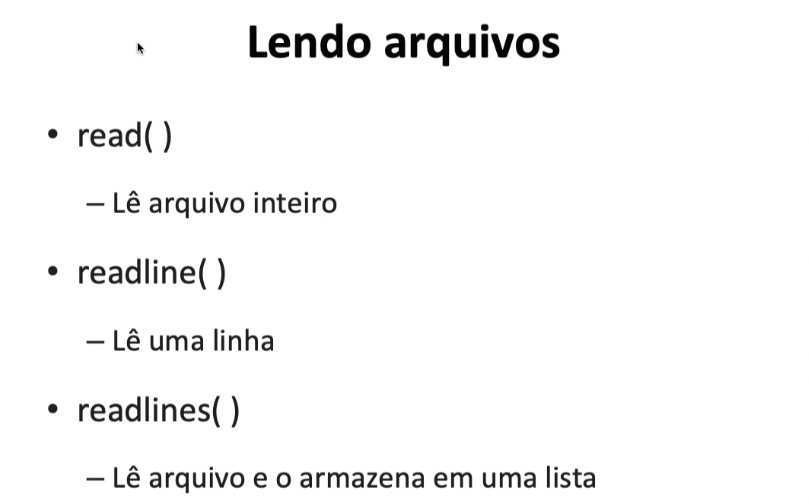 Lendo arquivos
• read( )
– Lê arquivo inteiro
• readline( )
– Lê uma linha
• readlines( )
– Lê arquivo e o armazena em uma lista